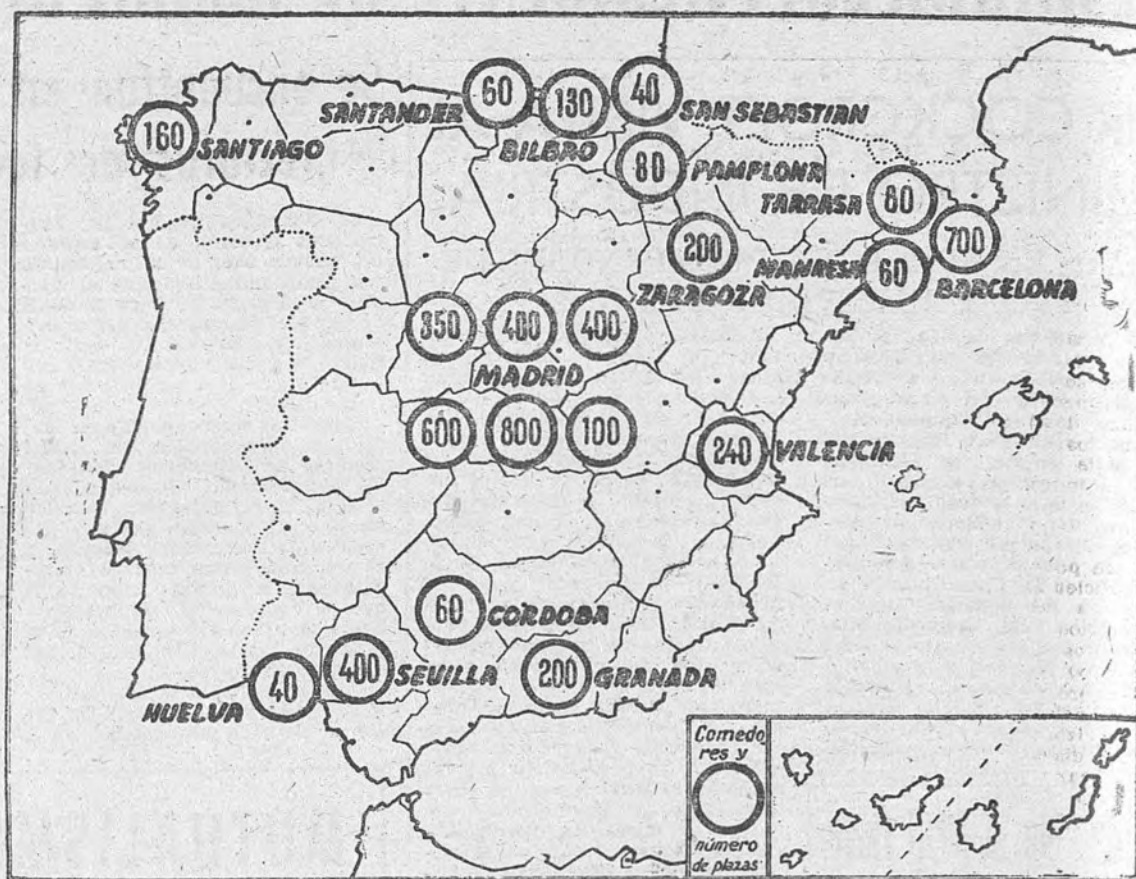 60
130
40
SANTANDER
SAN SEBASTIAN
160
SANTIAGO
BILBAO
80
PAMPLONA
TARRASA
80
200
700
MANRESA
60
ZARAGOZA
BARCELONA
350
400
400
MADRID
600
800
100
240
VALENCIA
60
CORDOBA
400
SEVILLA
200
GRANADA
40
HUELVA
Comedo
res y
número
de plazas